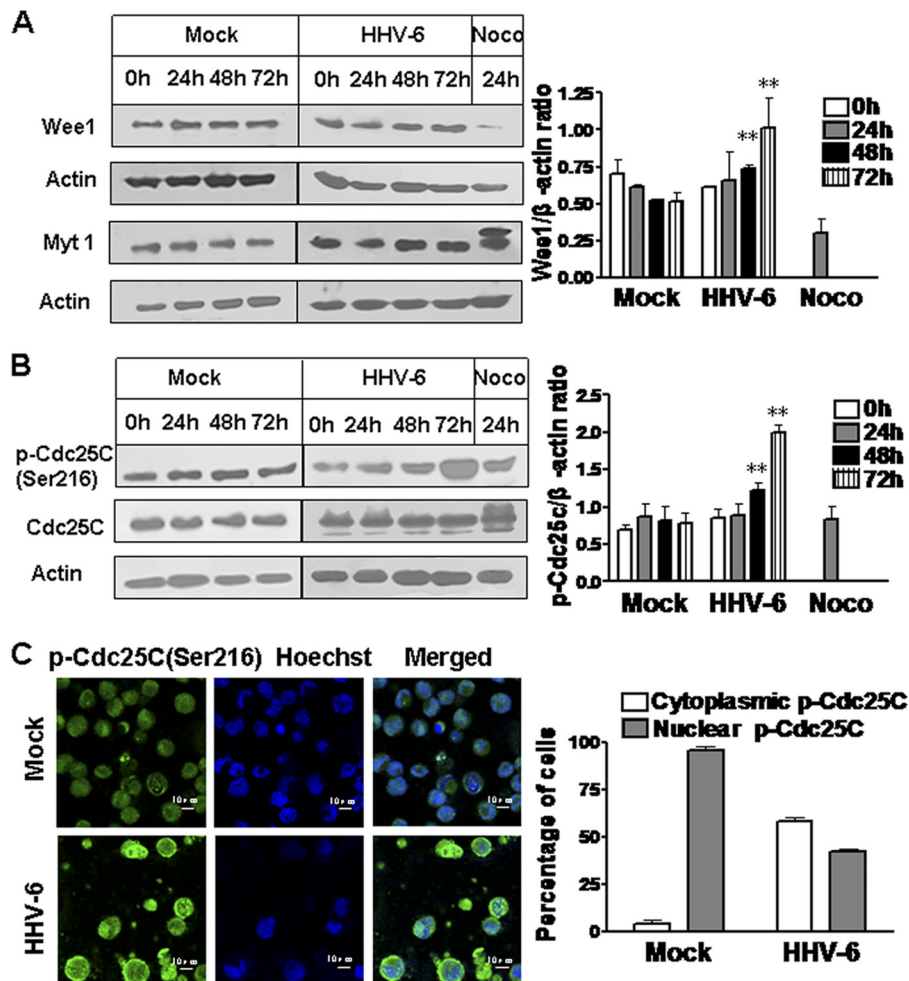 A
Mock HHV-6 Noco
0h 24h 48h 72h 0h 24h 48h 72h 24h
Wee1
Actin
Myt 1
Actin
Wee1/β -actin ratio
1.25
1.00
0.75
0.50
0.25
0.00
** **
0h
24h
48h
72h
Mock HHV-6 Noco
B
Mock HHV-6 Noco
0h 24h 48h 72h 0h 24h 48h 72h 24h
p-Cdc25C
(Ser216)
Cdc25C
Actin
p-Cdc25c/β -actin ratio
2.5
2.0
1.5
1.0
0.5
0.0
** **
0h
24h
48h
72h
Mock HHV-6 Noco
C
p-Cdc25C(Ser216) Hoechst Merged
Mock
HHV-6
Percentage of cells
100
50
0
Cytoplasmic p-Cdc25C
Nuclear p-Cdc25C
Mock HHV-6